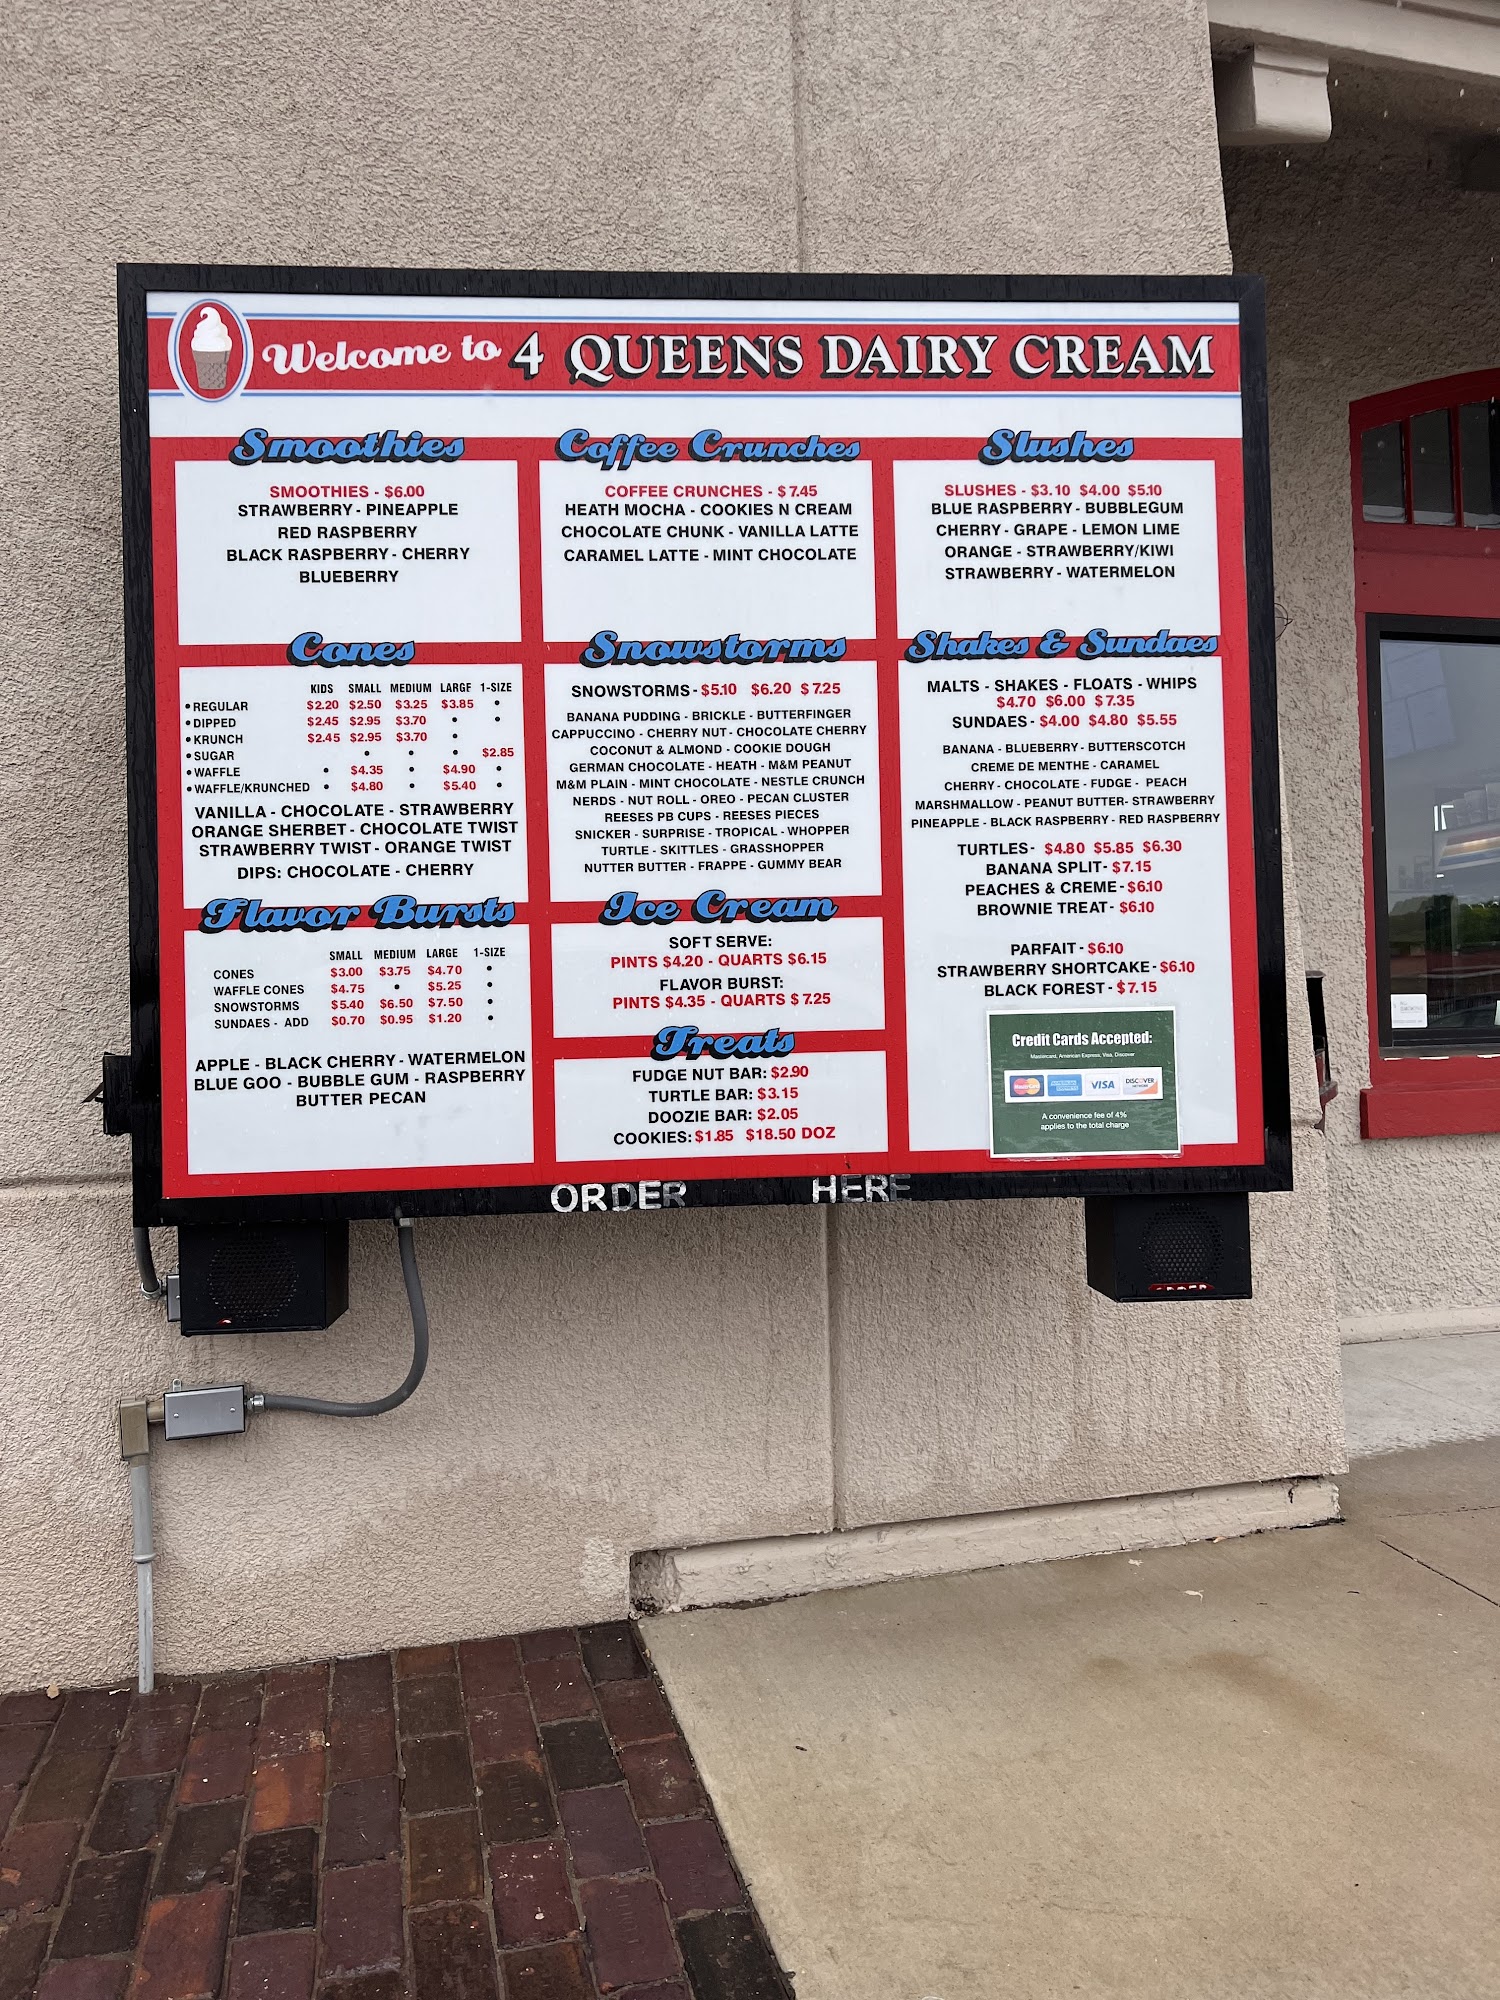 Welcome to 4 QUEENS DAIRY CREAM
Smoothies
SMOOTHIES - $6.00
STRAWBERRY - PINEAPPLE
RED RASPBERRY
BLACK RASPBERRY - CHERRY
BLUEBERRY
Coffee Crunches
COFFEE CRUNCHES - $7.45
HEATH MOCHA - COOKIES N CREAM
CHOCOLATE CHUNK - VANILLA LATTE
CARAMEL LATTE - MINT CHOCOLATE
Slushes
SLUSHES - $3.10 $4.00 $5.10
BLUE RASPBERRY - BUBBLEGUM
CHERRY - GRAPE - LEMON LIME
ORANGE - STRAWBERRY/KIWI
STRAWBERRY - WATERMELON
Cones
KIDS SMALL MEDIUM LARGE 1-SIZE
• REGULAR $2.20 $2.50 $3.25 $3.85 •
• DIPPED $2.45 $2.95 $3.70 • •
• KRUNCH $2.45 $2.95 $3.70 •
• SUGAR • • • $2.85
• WAFFLE • $4.35 • $4.90 •
• WAFFLE/KRUNCHED • $4.80 • $5.40 •
VANILLA - CHOCOLATE - STRAWBERRY
ORANGE SHERBET - CHOCOLATE TWIST
STRAWBERRY TWIST - ORANGE TWIST
DIPS: CHOCOLATE - CHERRY
Snowstorms
SNOWSTORMS - $5.10 $6.20 $7.25
BANANA PUDDING - BRICKLE - BUTTERFINGER
CAPPUCCINO - CHERRY NUT - CHOCOLATE CHERRY
COCONUT & ALMOND - COOKIE DOUGH
GERMAN CHOCOLATE - HEATH - M&M PEANUT
M&M PLAIN - MINT CHOCOLATE - NESTLE CRUNCH
NERDS - NUT ROLL - OREO - PECAN CLUSTER
REESES PB CUPS - REESES PIECES
SNICKER - SURPRISE - TROPICAL - WHOPPER
TURTLE - SKITTLES - GRASSHOPPER
NUTTER BUTTER - FRAPPE - GUMMY BEAR
Shakes & Sundaes
MALTS - SHAKES - FLOATS - WHIPS
$4.70 $6.00 $7.35
SUNDAES - $4.00 $4.80 $5.55
BANANA - BLUEBERRY - BUTTERSCOTCH
CREME DE MENTHE - CARAMEL
CHERRY - CHOCOLATE - FUDGE - PEACH
MARSHMALLOW - PEANUT BUTTER- STRAWBERRY
PINEAPPLE - BLACK RASPBERRY - RED RASPBERRY
TURTLES- $4.80 $5.85 $6.30
BANANA SPLIT- $7.15
PEACHES & CREME - $6.10
BROWNIE TREAT- $6.10
PARFAIT - $6.10
STRAWBERRY SHORTCAKE - $6.10
BLACK FOREST - $7.15
Flavor Bursts
SMALL MEDIUM LARGE 1-SIZE
CONES $3.00 $3.75 $4.70 •
WAFFLE CONES $4.75 • $5.25 •
SNOWSTORMS $5.40 $6.50 $7.50 •
SUNDAES - ADD $0.70 $0.95 $1.20 •
APPLE - BLACK CHERRY - WATERMELON
BLUE GOO - BUBBLE GUM - RASPBERRY
BUTTER PECAN
Ice Cream
SOFT SERVE:
PINTS $4.20 - QUARTS $6.15
FLAVOR BURST:
PINTS $4.35 - QUARTS $7.25
Treats
FUDGE NUT BAR: $2.90
TURTLE BAR: $3.15
DOOZIE BAR: $2.05
COOKIES: $1.85 $18.50 DOZ
Credit Cards Accepted:
Mastercard, American Express, Visa, Discover
MasterCard VISA DISCOVER
A convenience fee of 4%
applies to the total charge
ORDER HERE